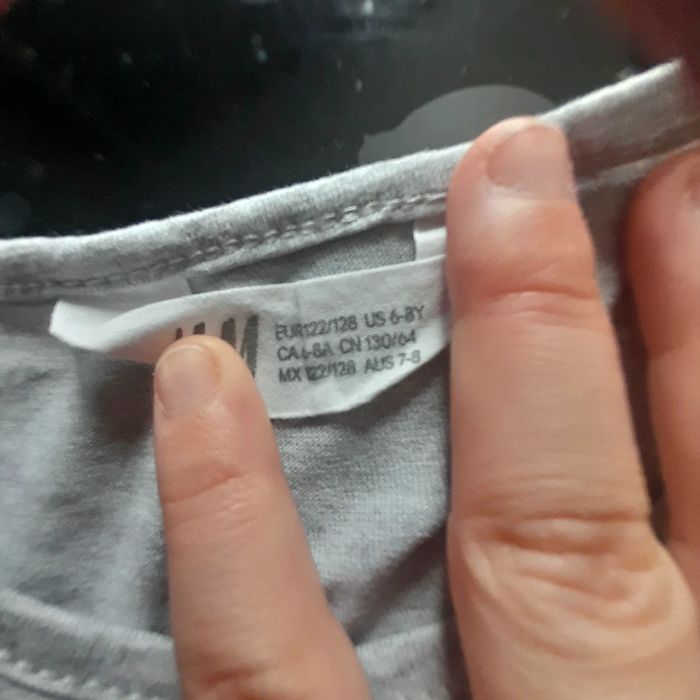 H&M
EUR122/128 US 6-8Y
CA 6-8A CN 130/64
MX 122/128 AUS 7-8